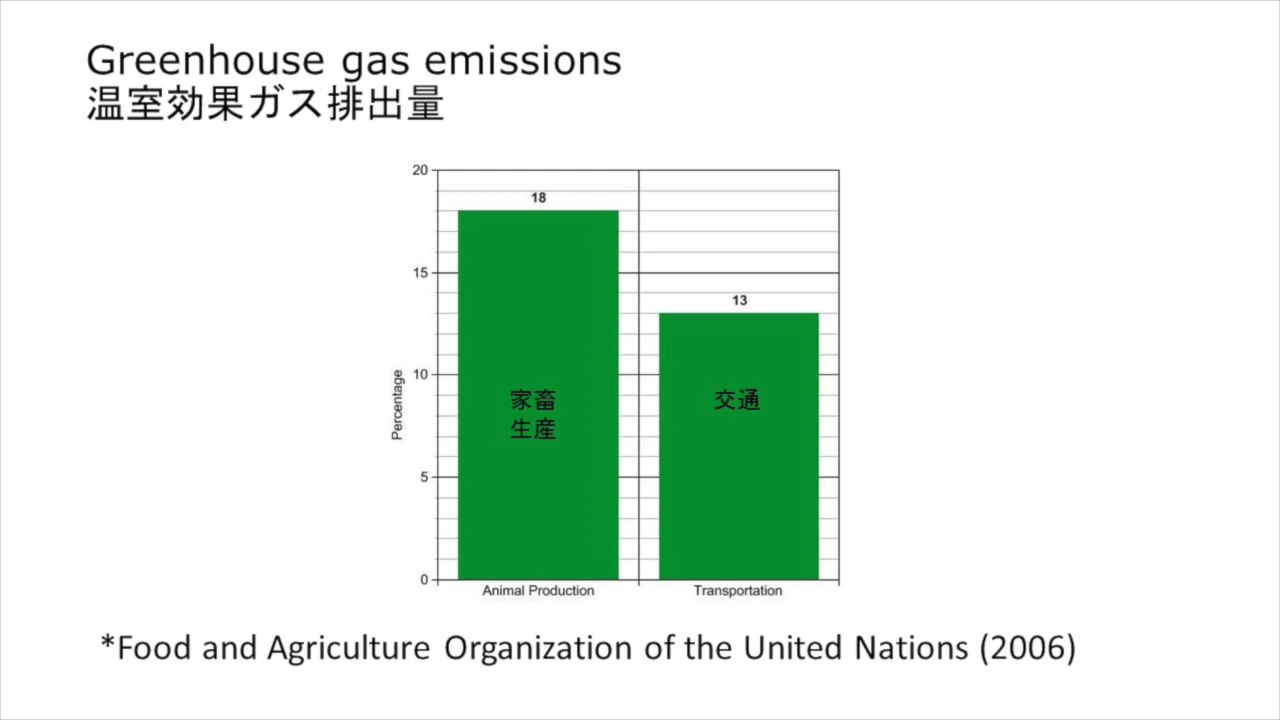 Greenhouse gas emissions
温室効果ガス排出量
20
18
15
13
10
Percentage
家畜
生産
交通
5
0
Animal Production
Transportation
*Food and Agriculture Organization of the United Nations (2006)